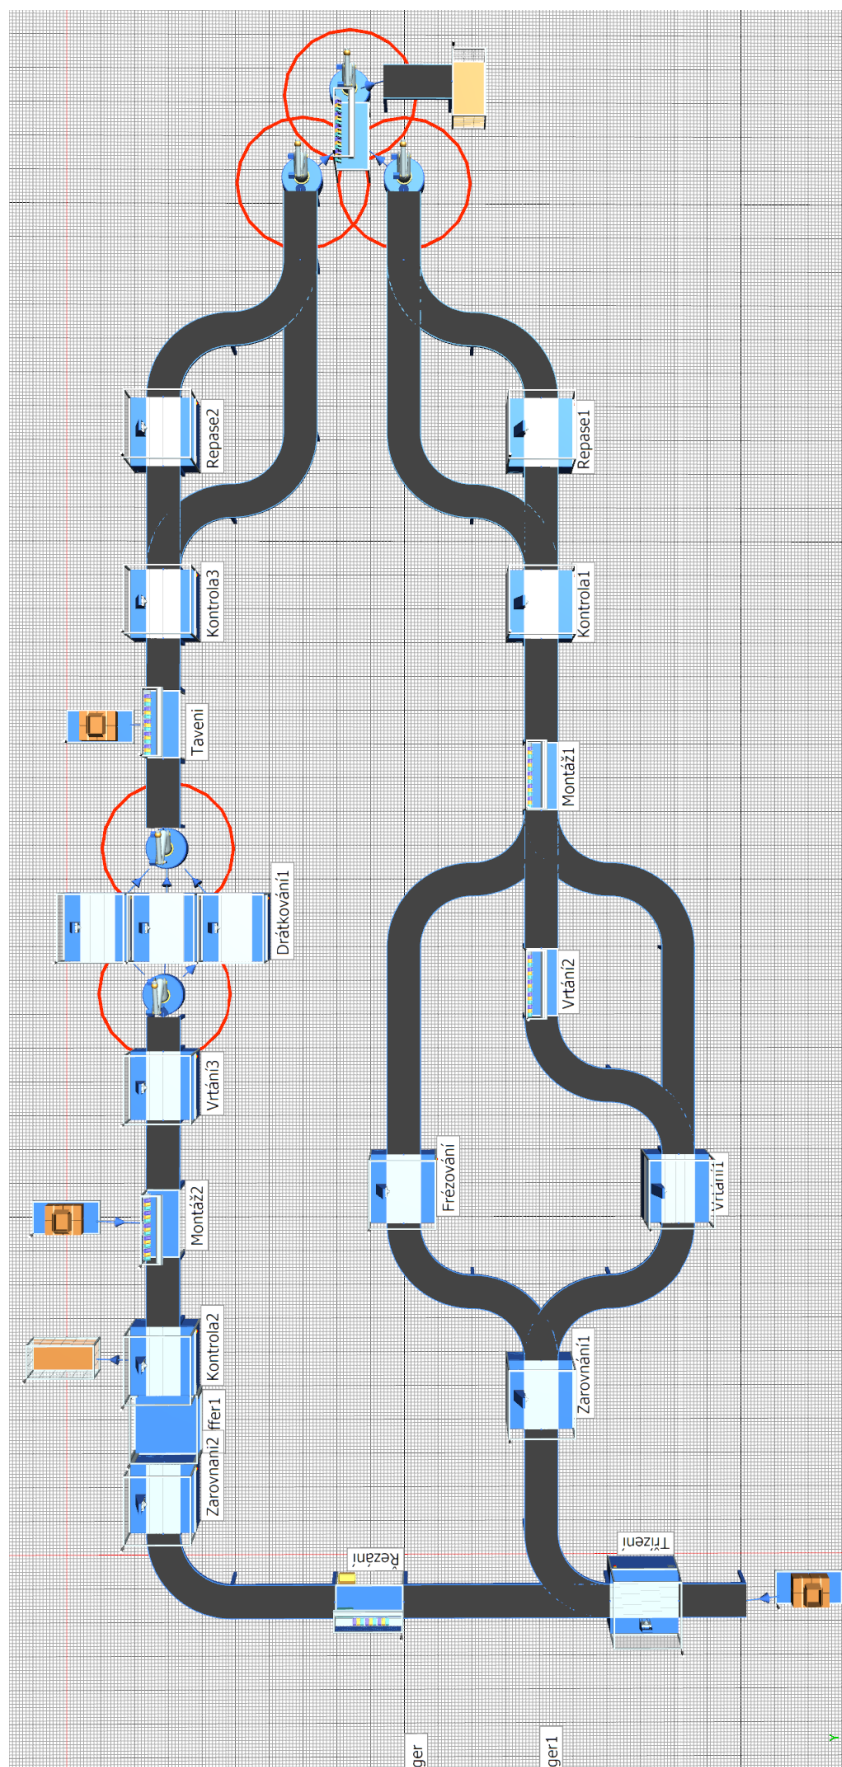 Repase2
Repase1
Kontrola3
Kontrola1
Taveni
Montáž1
Drátkování1
Vrtání2
Vrtání3
Frézování
Vrtání1
Montáž2
Kontrola2
Zarovnání1
ffer1
Zarovnani2
Řezání
Třízení
ger
ger1
Y